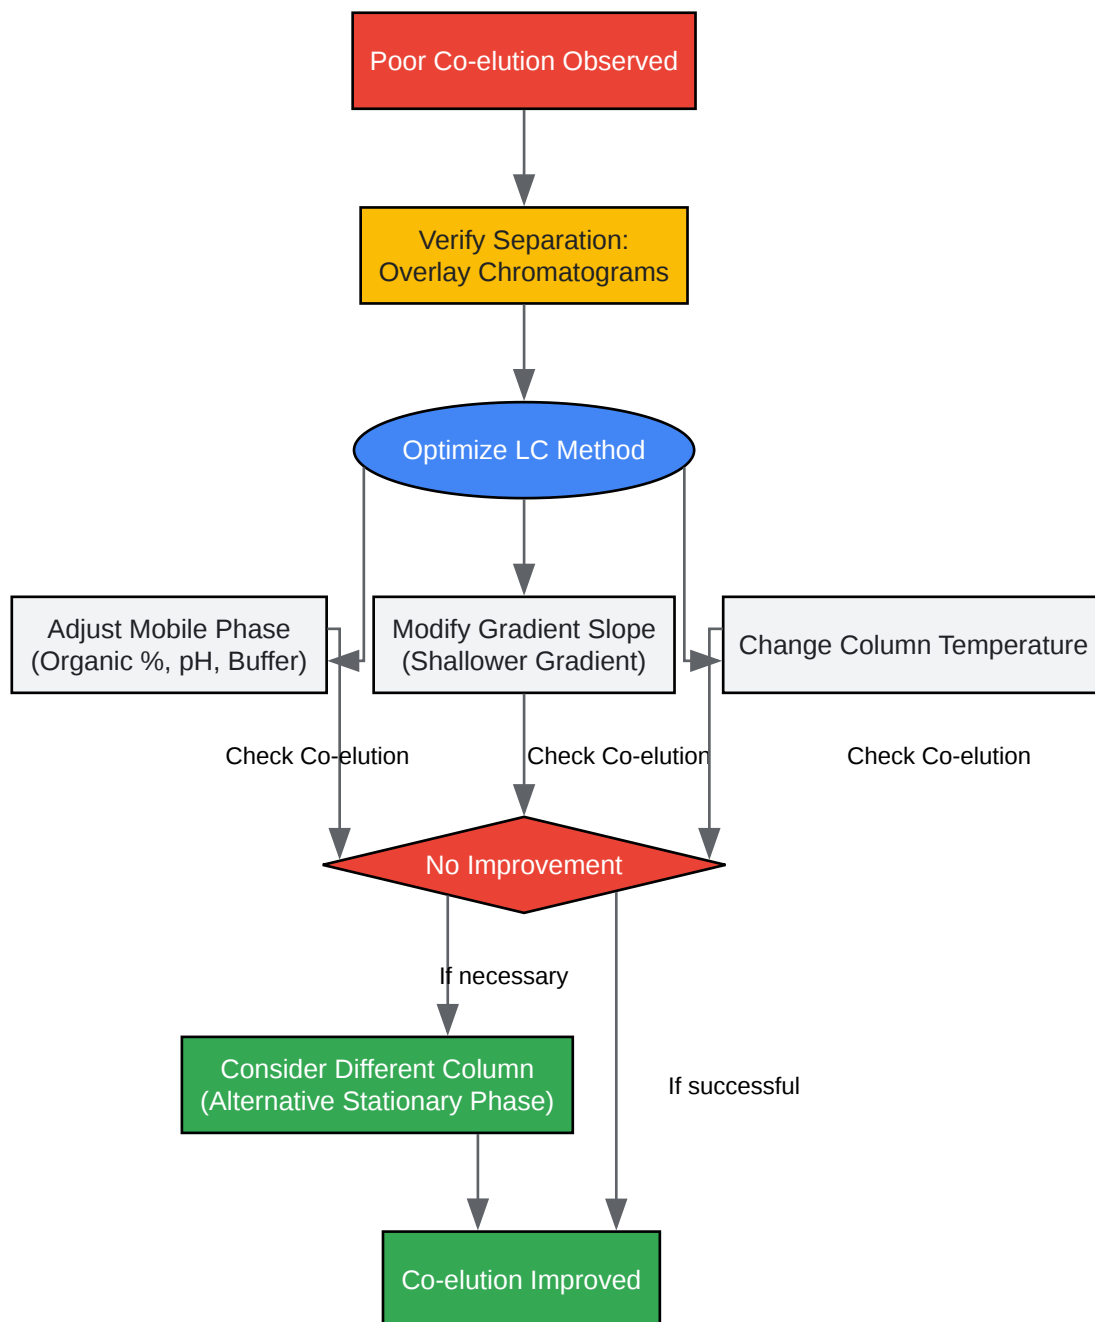 Poor Co-elution Observed
Verify Separation:
Overlay Chromatograms
Optimize LC Method
Adjust Mobile Phase
(Organic %, pH, Buffer)
Modify Gradient Slope
(Shallower Gradient)
Change Column Temperature
Check Co-elution
Check Co-elution
Check Co-elution
No Improvement
If necessary
Consider Different Column
(Alternative Stationary Phase)
If successful
Co-elution Improved